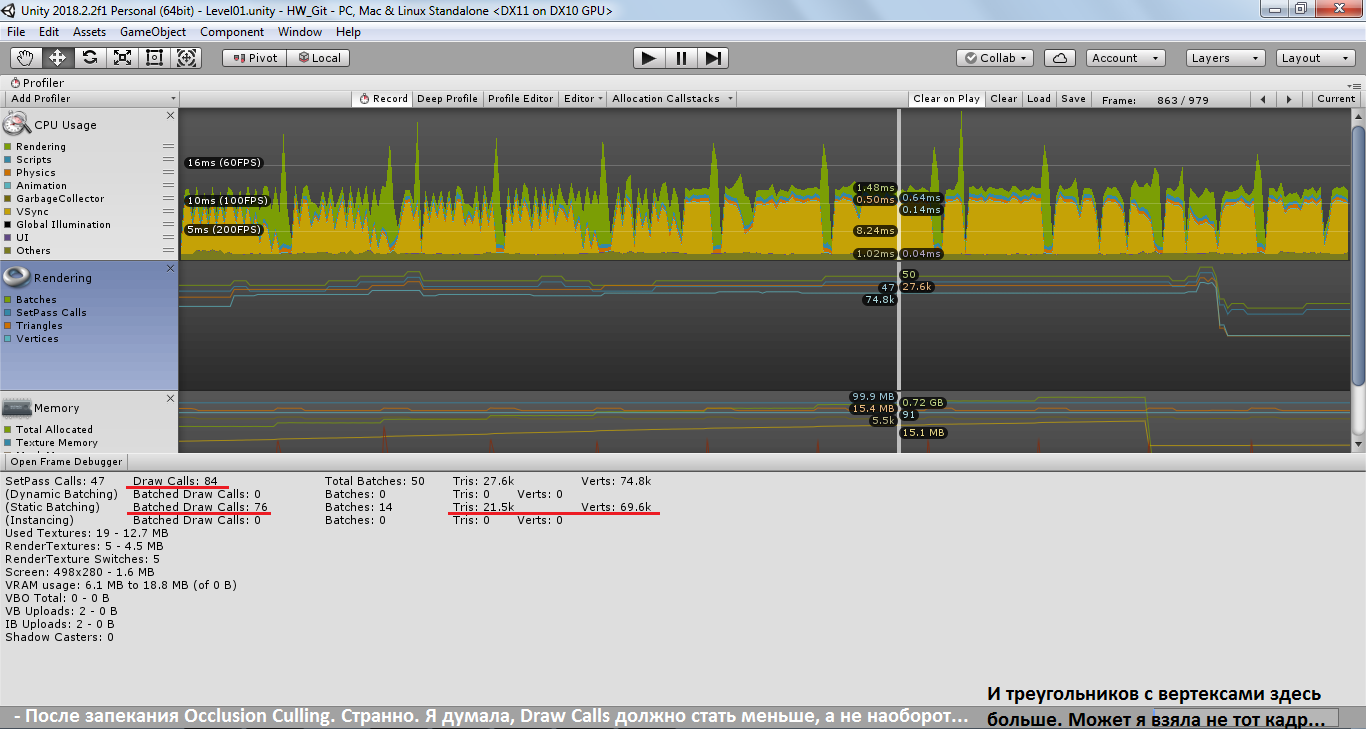 Unity 2018.2.2f1 Personal (64bit) - Level01.unity - HW_Git - PC, Mac & Linux Standalone <DX11 on DX10 GPU>
File Edit Assets GameObject Component Window Help
Pivot Local Collab Account Layers Layout
Profiler
Add Profiler Record Deep Profile Profile Editor Editor Allocation Callstacks Clear on Play Clear Load Save Frame: 863 / 979 Current
CPU Usage
Rendering
Scripts
Physics
Animation
GarbageCollector
VSync
Global Illumination
UI
Others
16ms (60FPS)
10ms (100FPS)
5ms (200FPS)
1.48ms
0.50ms
0.64ms
0.14ms
8.24ms
1.02ms
0.04ms
Rendering
Batches
SetPass Calls
Triangles
Vertices
50
47
27.6k
74.8k
Memory
Total Allocated
Texture Memory
99.9 MB
0.72 GB
15.4 MB
91
5.5k
15.1 MB
Open Frame Debugger
SetPass Calls: 47 Draw Calls: 84 Total Batches: 50 Tris: 27.6k Verts: 74.8k
(Dynamic Batching) Batched Draw Calls: 0 Batches: 0 Tris: 0 Verts: 0
(Static Batching) Batched Draw Calls: 76 Batches: 14 Tris: 21.5k Verts: 69.6k
(Instancing) Batched Draw Calls: 0 Batches: 0 Tris: 0 Verts: 0
Used Textures: 19 - 12.7 MB
RenderTextures: 5 - 4.5 MB
RenderTexture Switches: 5
Screen: 498x280 - 1.6 MB
VRAM usage: 6.1 MB to 18.8 MB (of 0 B)
VBO Total: 0 - 0 B
VB Uploads: 2 - 0 B
IB Uploads: 2 - 0 B
Shadow Casters: 0
- После запекания Occlusion Culling. Странно. Я думала, Draw Calls должно стать меньше, а не наоборот...
И треугольников с вертексами здесь
больше. Может я взяла не тот кадр...